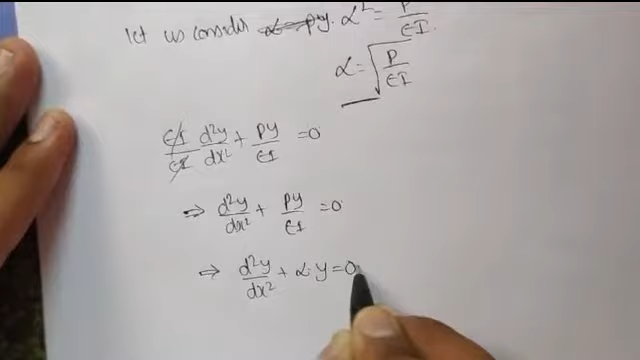 let us consider α² = P/EI.
α = √(P/EI)
EI/EI d²y/dx² + Py/EI = 0
⇒ d²y/dx² + Py/EI = 0
⇒ d²y/dx² + α·y = 0